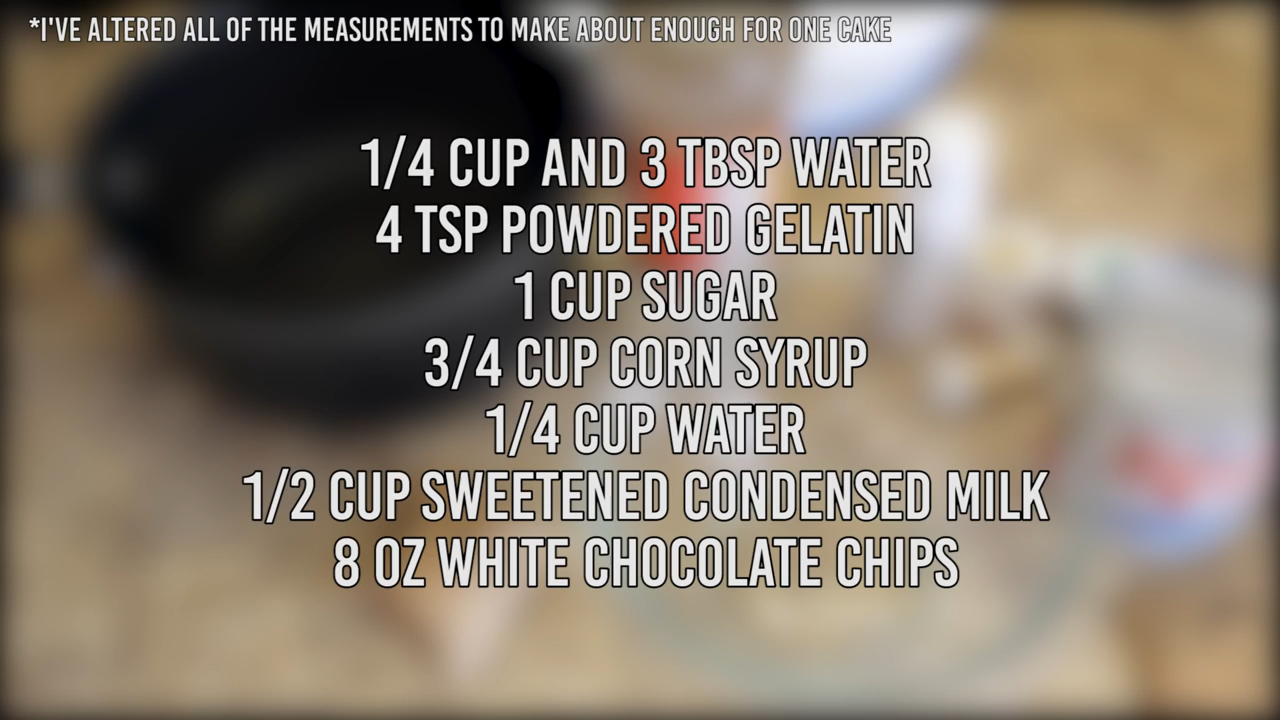 *I'VE ALTERED ALL OF THE MEASUREMENTS TO MAKE ABOUT ENOUGH FOR ONE CAKE
1/4 CUP AND 3 TBSP WATER
4 TSP POWDERED GELATIN
1 CUP SUGAR
3/4 CUP CORN SYRUP
1/4 CUP WATER
1/2 CUP SWEETENED CONDENSED MILK
8 OZ WHITE CHOCOLATE CHIPS